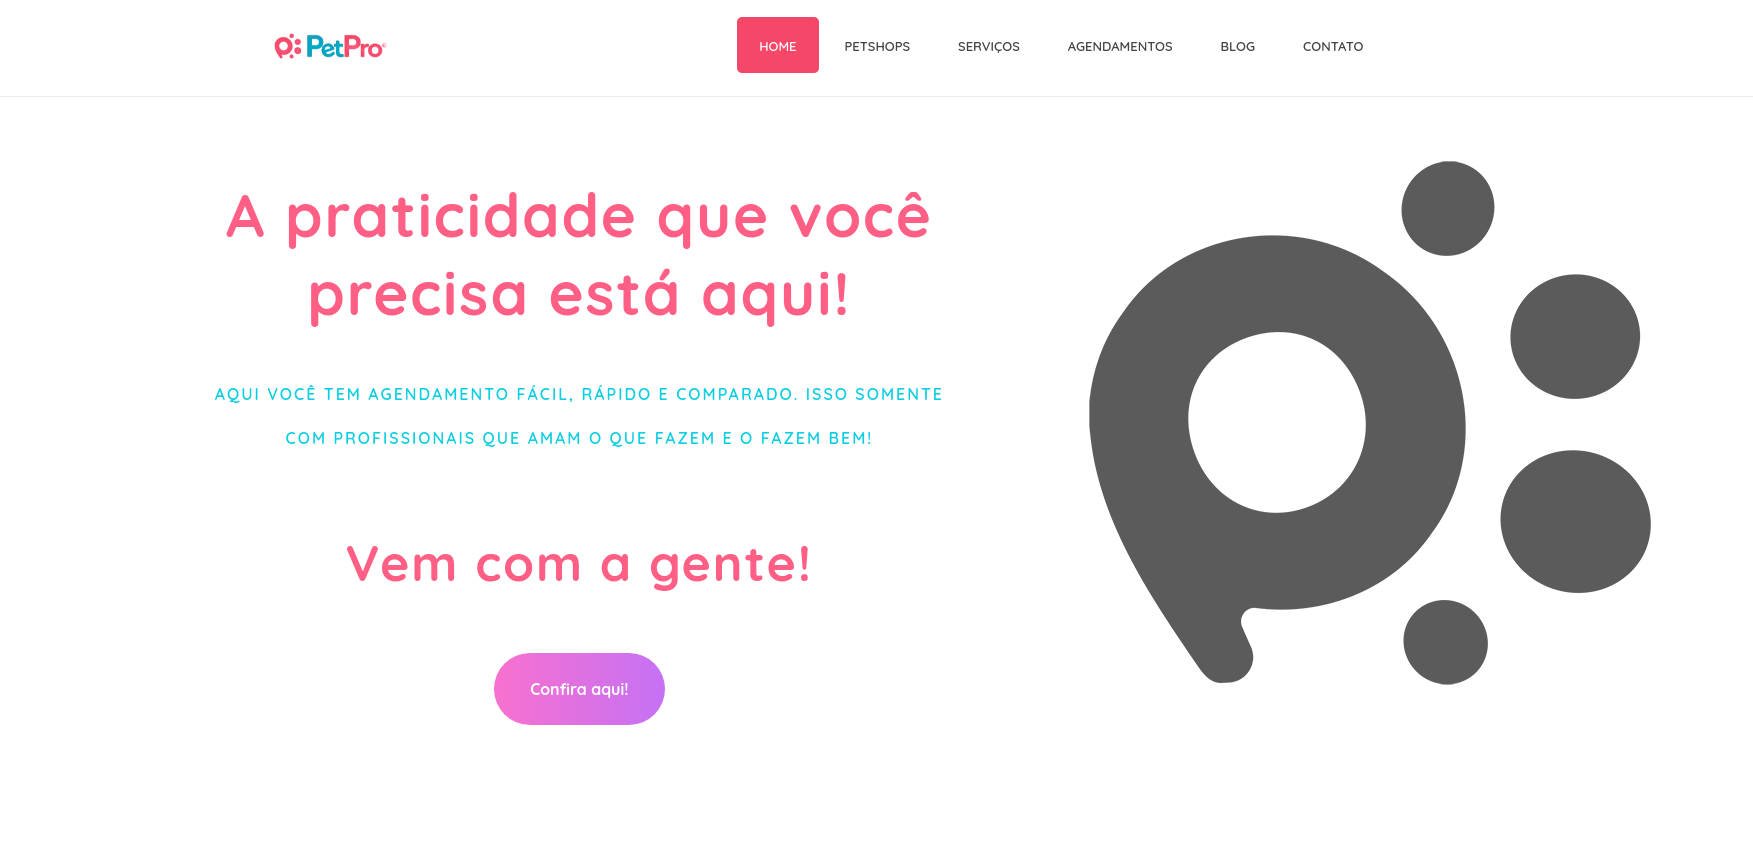 PetPro®
HOME PETSHOPS SERVIÇOS AGENDAMENTOS BLOG CONTATO
A praticidade que você
precisa está aqui!
AQUI VOCÊ TEM AGENDAMENTO FÁCIL, RÁPIDO E COMPARADO. ISSO SOMENTE
COM PROFISSIONAIS QUE AMAM O QUE FAZEM E O FAZEM BEM!
Vem com a gente!
Confira aqui!